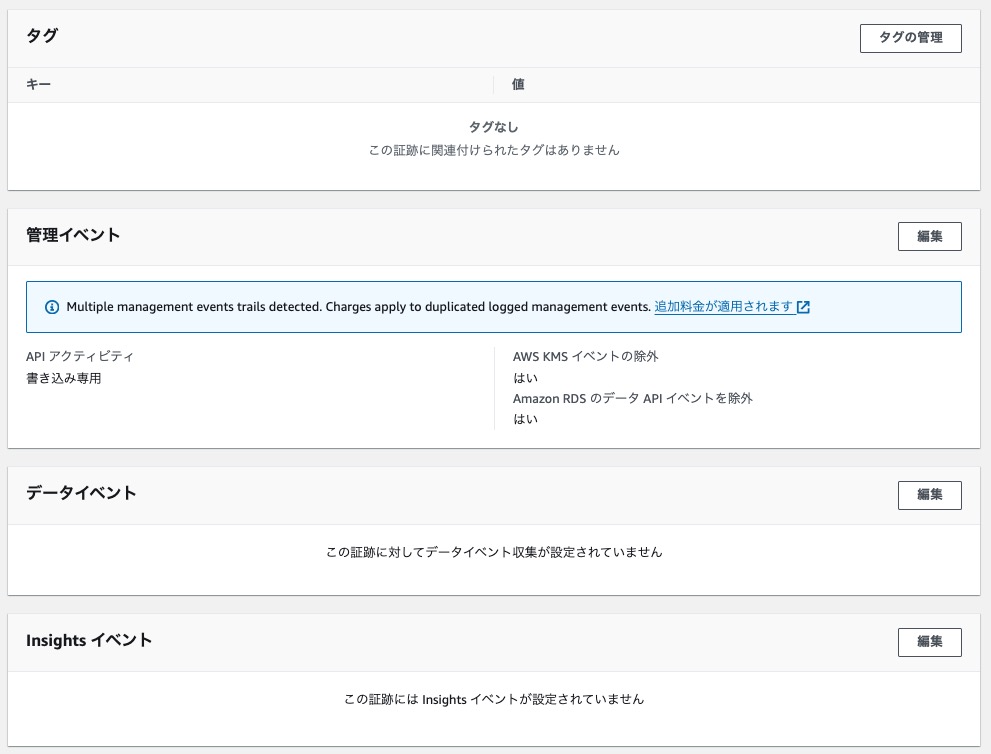 タグ
タグの管理
キー
値
タグなし
この証跡に関連付けられたタグはありません
管理イベント
編集
Multiple management events trails detected. Charges apply to duplicated logged management events. 追加料金が適用されます
API アクティビティ
書き込み専用
AWS KMS イベントの除外
はい
Amazon RDS のデータ API イベントを除外
はい
データイベント
編集
この証跡に対してデータイベント収集が設定されていません
Insights イベント
編集
この証跡には Insights イベントが設定されていません